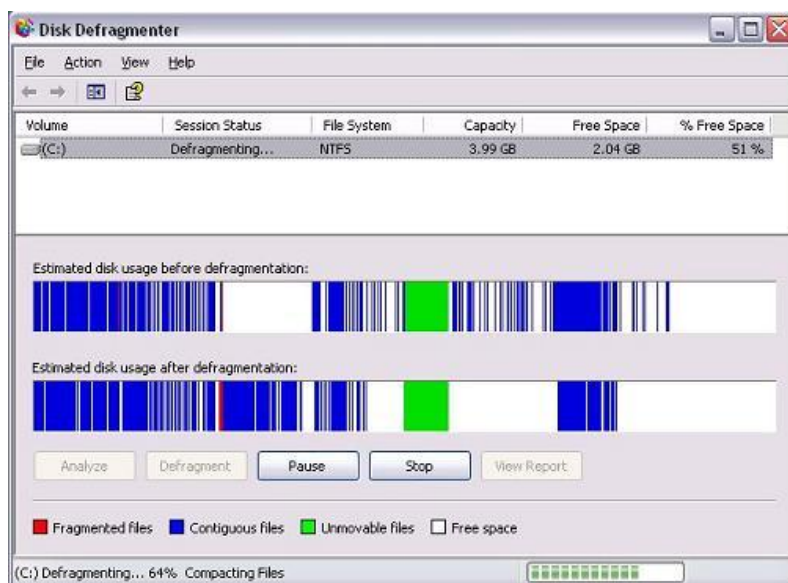 Disk Defragmenter
File Action View Help
Volume Session Status File System Capacity Free Space % Free Space
(C:) Defragmenting... NTFS 3.99 GB 2.04 GB 51 %
Estimated disk usage before defragmentation:
Estimated disk usage after defragmentation:
Analyze Defragment Pause Stop View Report
Fragmented files Contiguous files Unmovable files Free space
(C:) Defragmenting... 64% Compacting Files